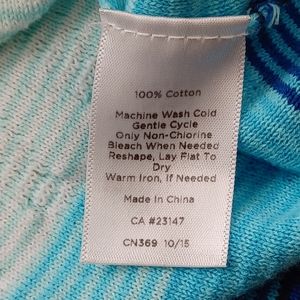 100% Cotton
Machine Wash Cold
Gentle Cycle
Only Non-Chlorine
Bleach When Needed
Reshape, Lay Flat To
Dry
Warm Iron, If Needed
Made In China
CA #23147
CN369 10/15